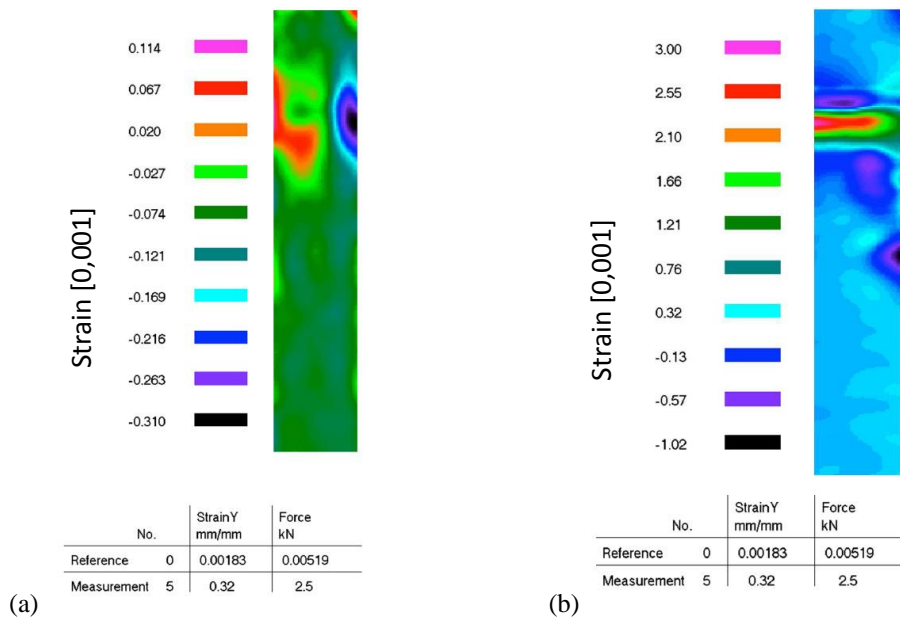 Strain [0,001]
0.114
0.067
0.020
-0.027
-0.074
-0.121
-0.169
-0.216
-0.263
-0.310
No. StrainY mm/mm Force kN
Reference 0 0.00183 0.00519
Measurement 5 0.32 2.5
(a)
Strain [0,001]
3.00
2.55
2.10
1.66
1.21
0.76
0.32
-0.13
-0.57
-1.02
No. StrainY mm/mm Force kN
Reference 0 0.00183 0.00519
Measurement 5 0.32 2.5
(b)